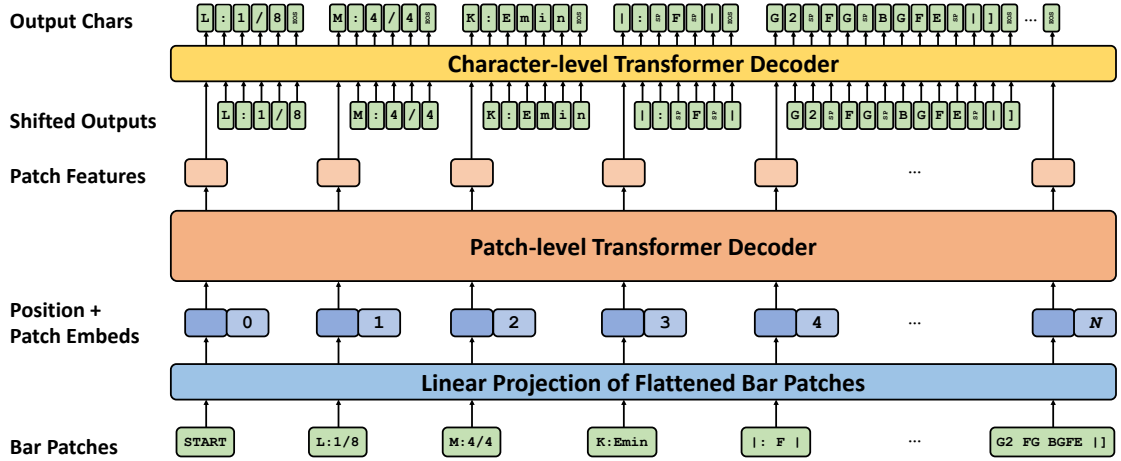 Output Chars
L : 1 / 8 EOS M : 4 / 4 EOS K : E m i n EOS | : SP F SP | EOS G 2 SP F G SP B G F E SP | ] EOS ... EOS
Character-level Transformer Decoder
Shifted Outputs
L : 1 / 8 M : 4 / 4 K : E m i n | : SP F SP | G 2 SP F G SP B G F E SP | ]
Patch Features
...
Patch-level Transformer Decoder
Position +
Patch Embeds
0 1 2 3 4 ... N
Linear Projection of Flattened Bar Patches
Bar Patches
START L:1/8 M:4/4 K:Emin |: F | ... G2 FG BGFE |]